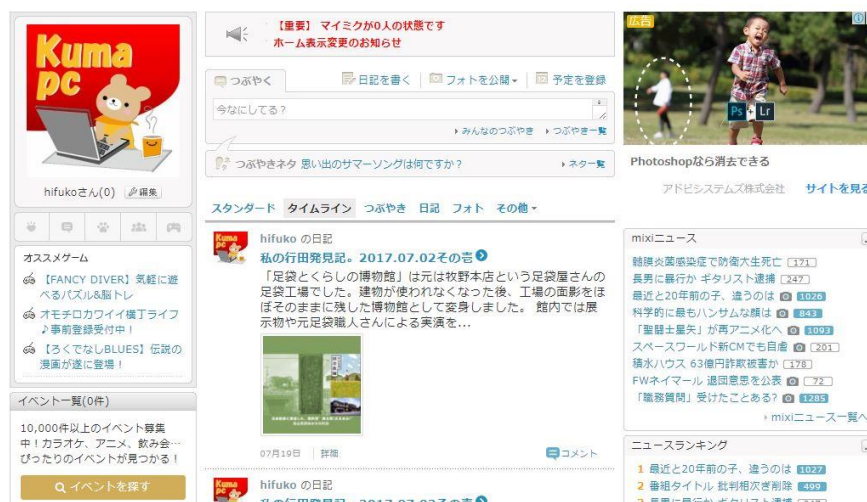 Kuma
pc
hifukoさん(0)
編集
オススメゲーム
【FANCY DIVER】気軽に遊
べるパズル&脳トレ
オモチロカワイイ横丁ライフ
♪事前登録受付中!
【ろくでなしBLUES】伝説の
漫画が遂に登場!
イベント一覧(0件)
10,000件以上のイベント募集
中!カラオケ、アニメ、飲み会…
ぴったりのイベントが見つかる!
イベントを探す
【重要】 マイミクが0人の状態です
ホーム表示変更のお知らせ
つぶやく 日記を書く フォトを公開 予定を登録
今なにしてる?
みんなのつぶやき つぶやき一覧
つぶやきネタ 思い出のサマーソングは何ですか? ネタ一覧
スタンダード タイムライン つぶやき 日記 フォト その他
Kuma
hifuko の日記
私の行田発見記。2017.07.02その壱
「足袋とくらしの博物館」は元は牧野本店という足袋屋さんの
足袋工場でした。建物が使われなくなった後、工場の面影をほ
ぼそのままに残した博物館として変身しました。 館内では展
示物や元足袋職人さんによる実演を...
07月19日 詳細 コメント
Kuma
hifuko の日記
広告
Ps + Lr
Photoshopなら消去できる
アドビシステムズ株式会社 サイトを見る
mixiニュース
髄膜炎菌感染症で防衛大生死亡 171
長男に暴行か ギタリスト逮捕 247
最近と20年前の子、違うのは 1026
科学的に最もハンサムな顔は 843
「聖闘士星矢」が再アニメ化へ 1093
スペースワールド新CMでも自虐 201
積水ハウス 63億円詐欺被害か 178
FWネイマール 退団意思を公表 72
「職務質問」受けたことある? 1285
mixiニュース一覧へ
ニュースランキング
1 最近と20年前の子、違うのは 1027
2 番組タイトル 批判相次ぎ削除 499